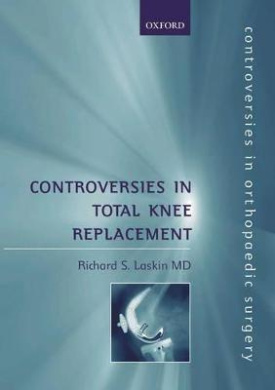 OXFORD
controversies in orthopaedic surgery
CONTROVERSIES IN
TOTAL KNEE
REPLACEMENT
Richard S. Laskin MD